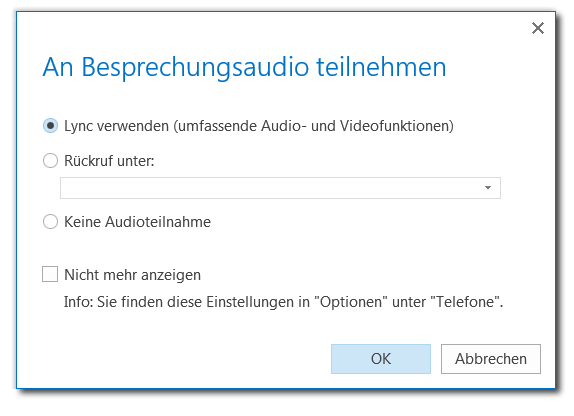 An Besprechungsaudio teilnehmen
Lync verwenden (umfassende Audio- und Videofunktionen)
Rückruf unter:
Keine Audioteilnahme
Nicht mehr anzeigen
Info: Sie finden diese Einstellungen in "Optionen" unter "Telefone".
OK Abbrechen